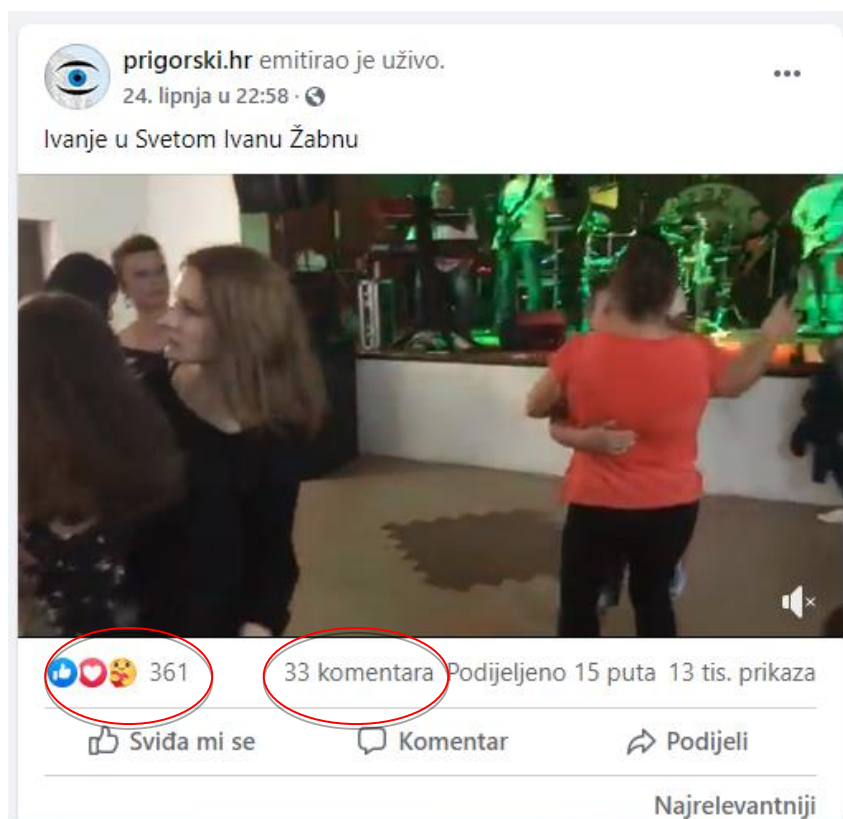 prigorski.hr emitirao je uživo.
24. lipnja u 22:58 ·
Ivanje u Svetom Ivanu Žabnu
361 33 komentara Podijeljeno 15 puta 13 tis. prikaza
Sviđa mi se Komentar Podijeli
Najrelevantniji